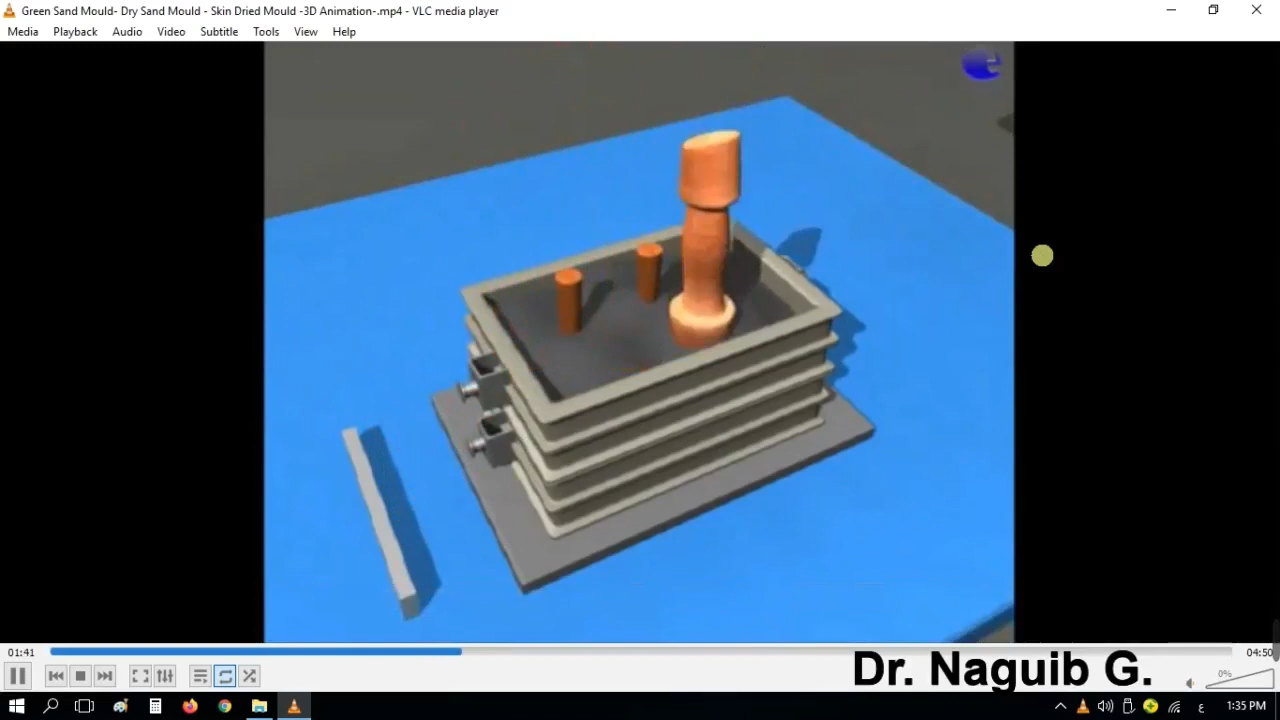 Green Sand Mould- Dry Sand Mould - Skin Dried Mould -3D Animation-.mp4 - VLC media player
Media Playback Audio Video Subtitle Tools View Help
e
01:41
04:50
Dr. Naguib G.
0%
ع
1:35 PM